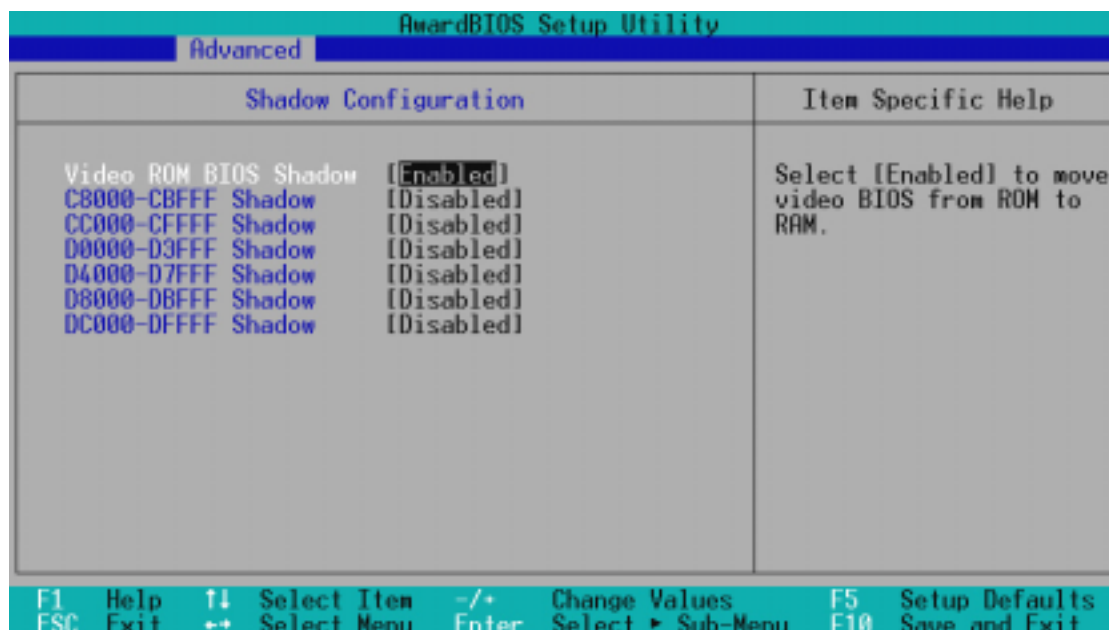 AwardBIOS Setup Utility
Advanced
Shadow Configuration
Item Specific Help
Video ROM BIOS Shadow [Enabled]
C8000-CBFFF Shadow [Disabled]
CC000-CFFFF Shadow [Disabled]
D0000-D3FFF Shadow [Disabled]
D4000-D7FFF Shadow [Disabled]
D8000-DBFFF Shadow [Disabled]
DC000-DFFFF Shadow [Disabled]
Select [Enabled] to move
video BIOS from ROM to
RAM.
F1 Help ↑↓ Select Item -/+ Change Values F5 Setup Defaults
ESC Exit ←→ Select Menu Enter Select ► Sub-Menu F10 Save and Exit